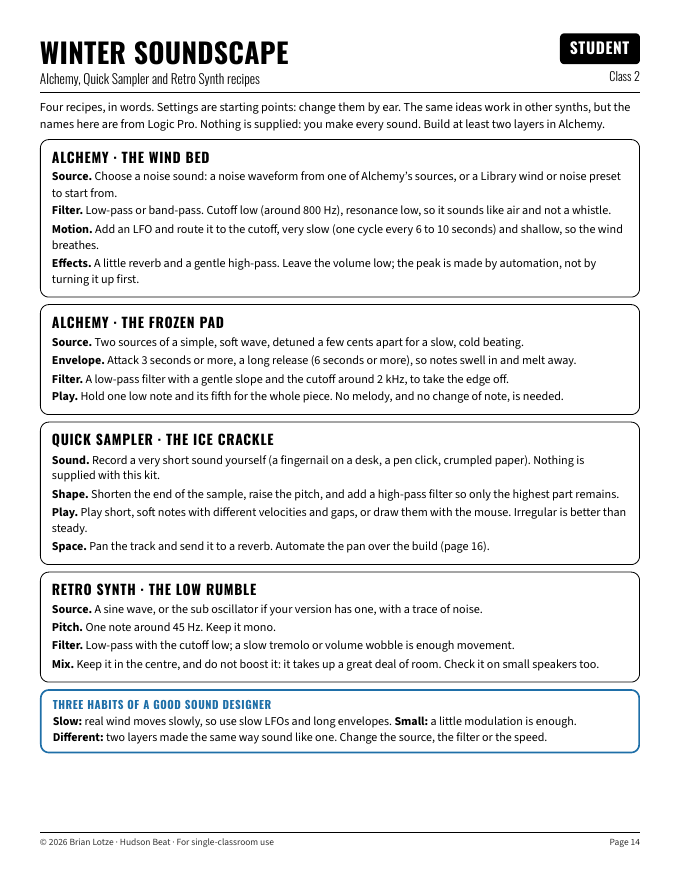 WINTER SOUNDSCAPE
STUDENT
Alchemy, Quick Sampler and Retro Synth recipes
Class 2
Four recipes, in words. Settings are starting points: change them by ear. The same ideas work in other synths, but the
names here are from Logic Pro. Nothing is supplied: you make every sound. Build at least two layers in Alchemy.
ALCHEMY · THE WIND BED
Source. Choose a noise sound: a noise waveform from one of Alchemy’s sources, or a Library wind or noise preset
to start from.
Filter. Low-pass or band-pass. Cutoff low (around 800 Hz), resonance low, so it sounds like air and not a whistle.
Motion. Add an LFO and route it to the cutoff, very slow (one cycle every 6 to 10 seconds) and shallow, so the wind
breathes.
Effects. A little reverb and a gentle high-pass. Leave the volume low; the peak is made by automation, not by
turning it up first.
ALCHEMY · THE FROZEN PAD
Source. Two sources of a simple, soft wave, detuned a few cents apart for a slow, cold beating.
Envelope. Attack 3 seconds or more, a long release (6 seconds or more), so notes swell in and melt away.
Filter. A low-pass filter with a gentle slope and the cutoff around 2 kHz, to take the edge off.
Play. Hold one low note and its fifth for the whole piece. No melody, and no change of note, is needed.
QUICK SAMPLER · THE ICE CRACKLE
Sound. Record a very short sound yourself (a fingernail on a desk, a pen click, crumpled paper). Nothing is
supplied with this kit.
Shape. Shorten the end of the sample, raise the pitch, and add a high-pass filter so only the highest part remains.
Play. Play short, soft notes with different velocities and gaps, or draw them with the mouse. Irregular is better than
steady.
Space. Pan the track and send it to a reverb. Automate the pan over the build (page 16).
RETRO SYNTH · THE LOW RUMBLE
Source. A sine wave, or the sub oscillator if your version has one, with a trace of noise.
Pitch. One note around 45 Hz. Keep it mono.
Filter. Low-pass with the cutoff low; a slow tremolo or volume wobble is enough movement.
Mix. Keep it in the centre, and do not boost it: it takes up a great deal of room. Check it on small speakers too.
THREE HABITS OF A GOOD SOUND DESIGNER
Slow: real wind moves slowly, so use slow LFOs and long envelopes. Small: a little modulation is enough.
Different: two layers made the same way sound like one. Change the source, the filter or the speed.
© 2026 Brian Lotze · Hudson Beat · For single-classroom use
Page 14